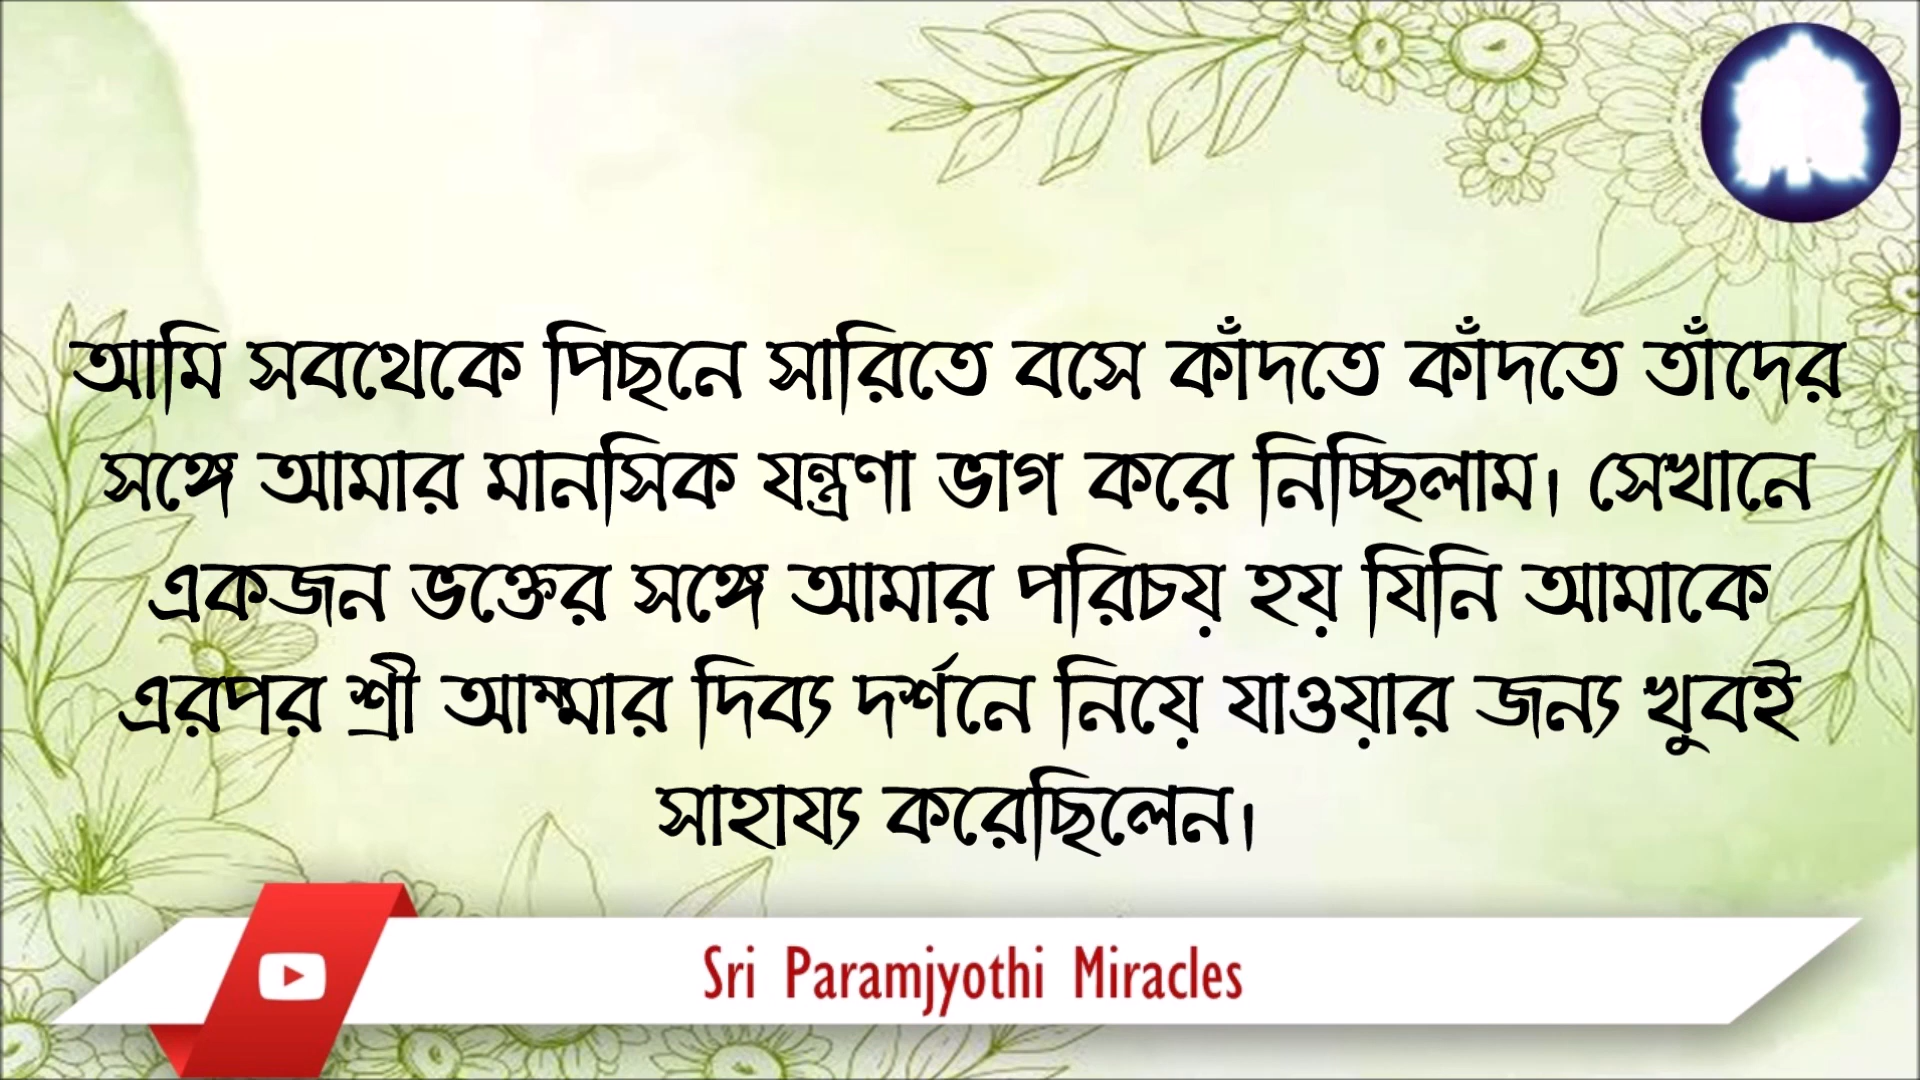 আমি সবথেকে পিছনে সারিতে বসে কাঁদতে কাঁদতে তাঁদের
সঙ্গে আমার মানসিক যন্ত্রণা ভাগ করে নিচ্ছিলাম। সেখানে
একজন ভক্তের সঙ্গে আমার পরিচয় হয় যিনি আমাকে
এরপর শ্রী আম্মার দিব্য দর্শনে নিয়ে যাওয়ার জন্য খুবই
সাহায্য করেছিলেন।
Sri Paramjyothi Miracles